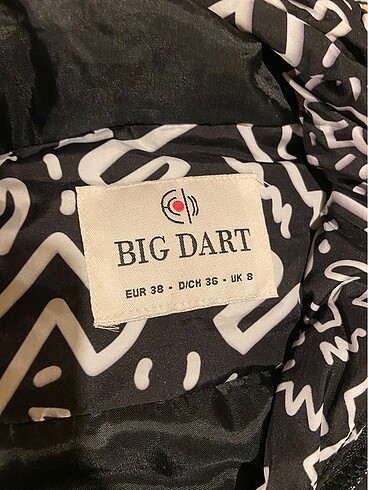 BIG DART
EUR 38 - D/CH 36 - UK 8